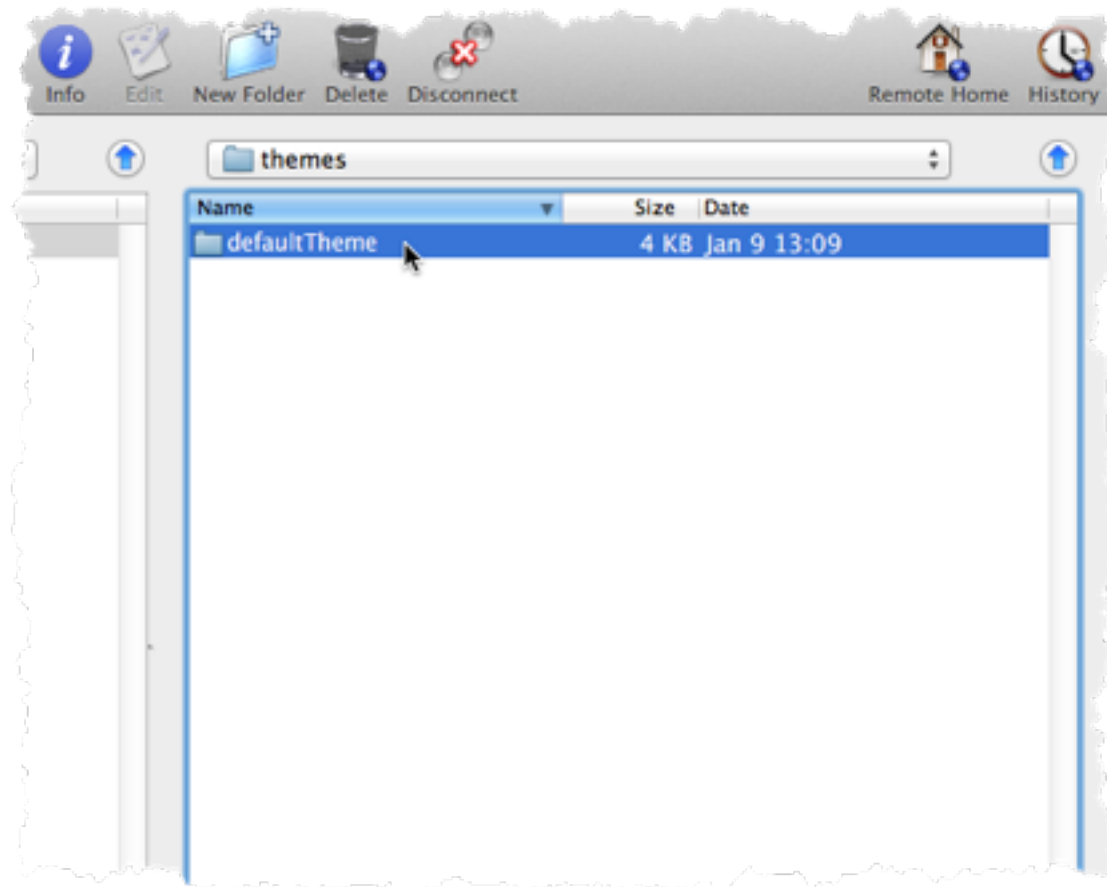 Info Edit New Folder Delete Disconnect Remote Home History
themes
Name Size Date
defaultTheme 4 KB Jan 9 13:09